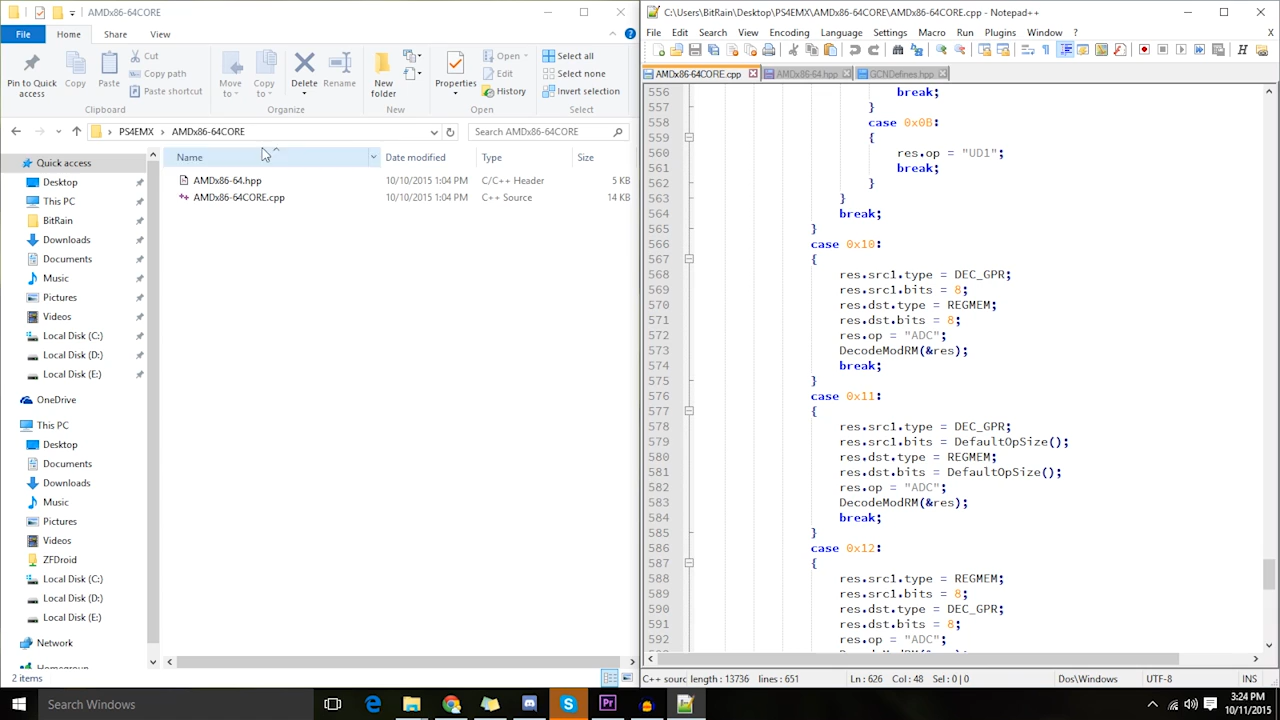 AMDx86-64CORE
File
Home
Share
View
Pin to Quick access
Copy
Paste
Cut
Copy path
Paste shortcut
Clipboard
Move to
Copy to
Delete
Rename
Organize
New folder
New
Properties
Open
Edit
History
Open
Select all
Select none
Invert selection
Select
PS4EMX > AMDx86-64CORE
Search AMDx86-64CORE
Name Date modified Type Size
AMDx86-64.hpp 10/10/2015 1:04 PM C/C++ Header 5 KB
AMDx86-64CORE.cpp 10/10/2015 1:04 PM C++ Source 14 KB
Quick access
Desktop
This PC
BitRain
Downloads
Documents
Music
Pictures
Videos
Local Disk (C:)
Local Disk (D:)
Local Disk (E:)
OneDrive
This PC
Desktop
Documents
Downloads
Music
Pictures
Videos
ZFDroid
Local Disk (C:)
Local Disk (D:)
Local Disk (E:)
Network
Homegroup
2 items
C:\Users\BitRain\Desktop\PS4EMX\AMDx86-64CORE\AMDx86-64CORE.cpp - Notepad++
File Edit Search View Encoding Language Settings Macro Run Plugins Window ? X
AMDx86-64CORE.cpp AMDx86-64.hpp GCNDefines.hpp
556 break;
557 }
558 case 0x0B:
559 {
560 res.op = "UD1";
561 break;
562 }
563 }
564 break;
565 }
566 case 0x10:
567 {
568 res.src1.type = DEC_GPR;
569 res.src1.bits = 8;
570 res.dst.type = REGMEM;
571 res.dst.bits = 8;
572 res.op = "ADC";
573 DecodeModRM(&res);
574 break;
575 }
576 case 0x11:
577 {
578 res.src1.type = DEC_GPR;
579 res.src1.bits = DefaultOpSize();
580 res.dst.type = REGMEM;
581 res.dst.bits = DefaultOpSize();
582 res.op = "ADC";
583 DecodeModRM(&res);
584 break;
585 }
586 case 0x12:
587 {
588 res.src1.type = REGMEM;
589 res.src1.bits = 8;
590 res.dst.type = DEC_GPR;
591 res.dst.bits = 8;
592 res.op = "ADC";
C++ sourc length : 13736 lines : 651 Ln : 626 Col : 48 Sel : 0 | 0 Dos\Windows UTF-8 INS
Search Windows
3:24 PM
10/11/2015